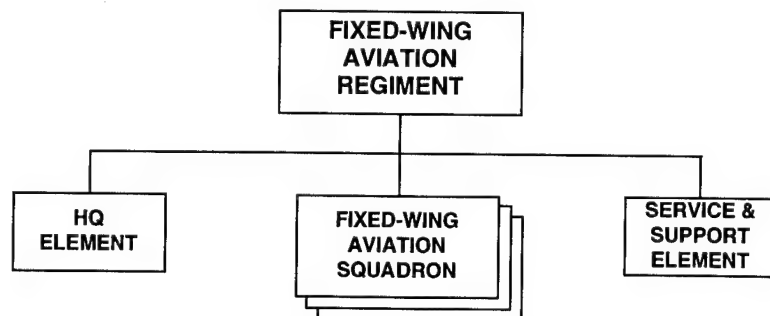 FIXED-WING
AVIATION
REGIMENT
HQ
ELEMENT
FIXED-WING
AVIATION
SQUADRON
SERVICE &
SUPPORT
ELEMENT